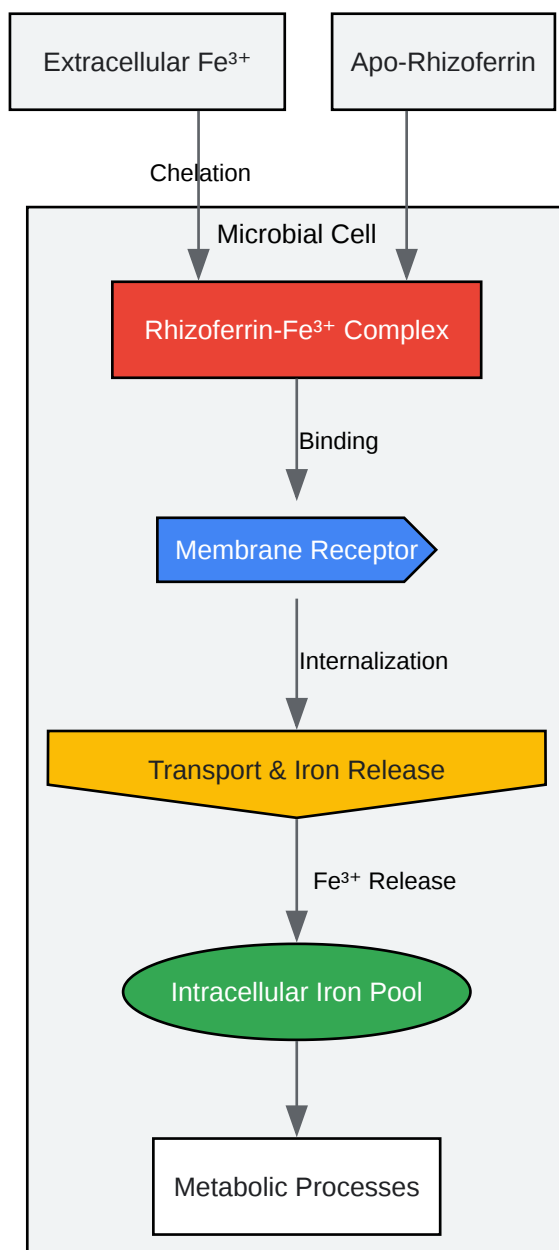 Extracellular Fe³⁺
Apo-Rhizoferrin
Chelation
Microbial Cell
Rhizoferrin-Fe³⁺ Complex
Binding
Membrane Receptor
Internalization
Transport & Iron Release
Fe³⁺ Release
Intracellular Iron Pool
Metabolic Processes